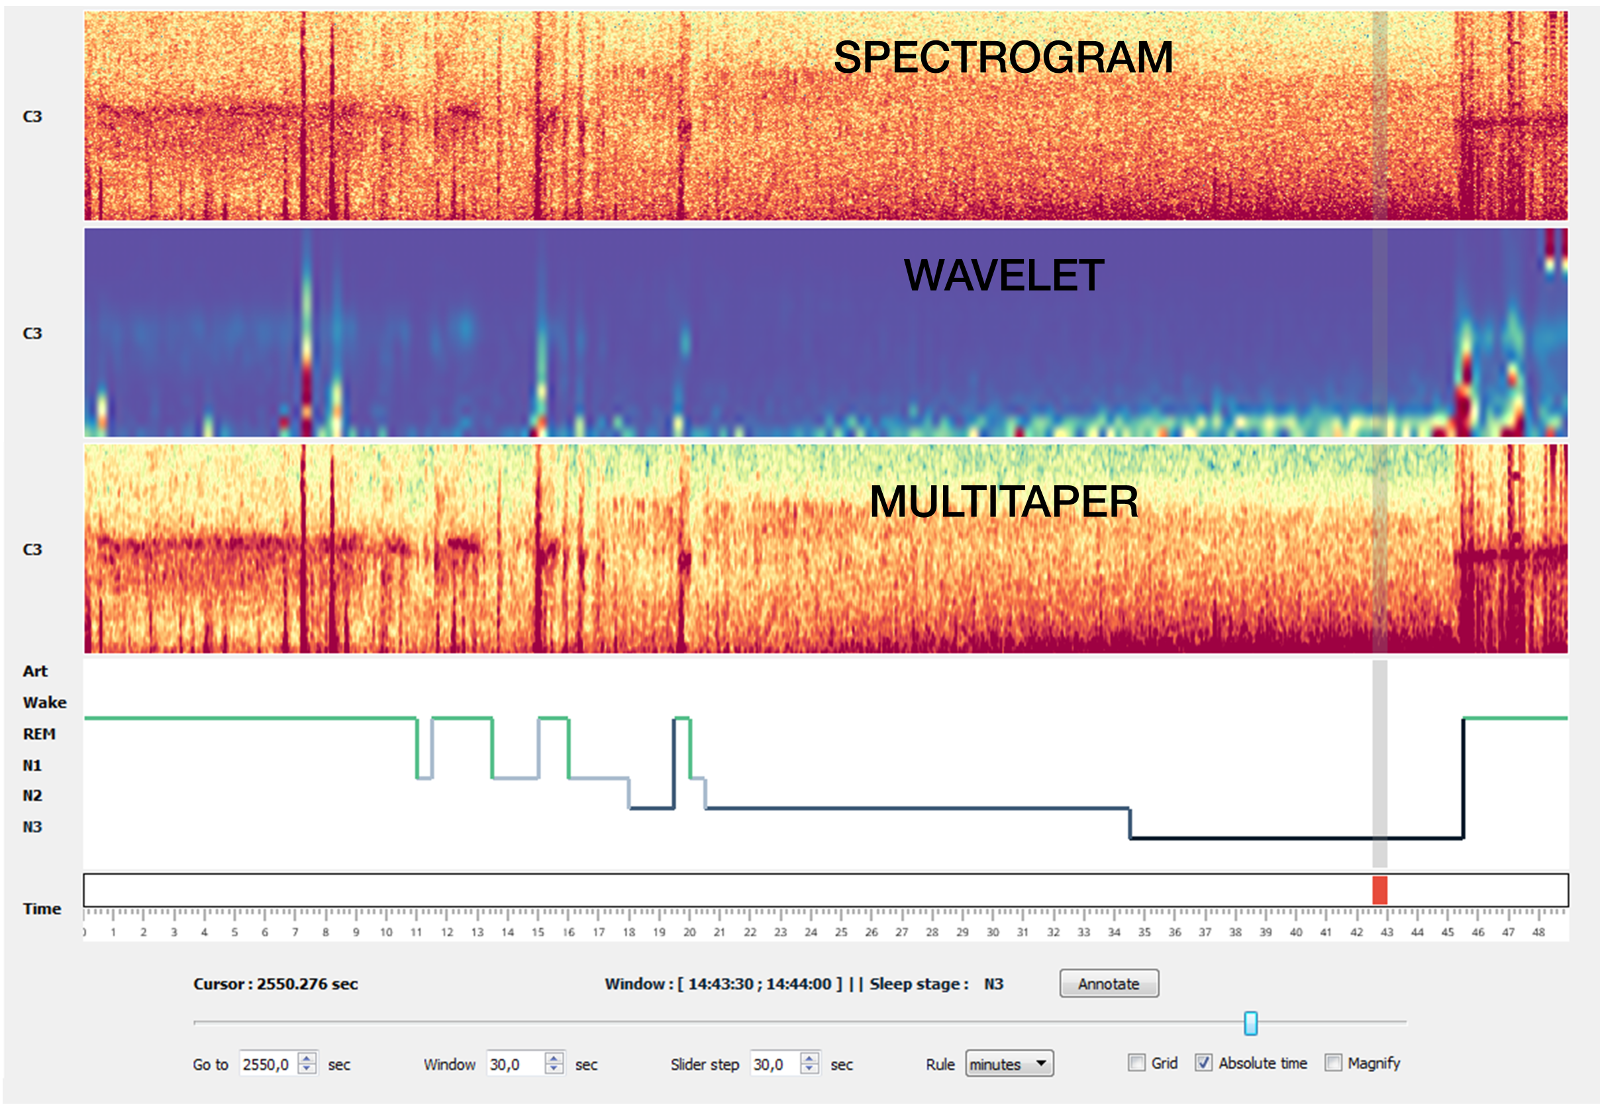 SPECTROGRAM
C3
WAVELET
C3
MULTITAPER
C3
Art
Wake
REM
N1
N2
N3
Time
0 1 2 3 4 5 6 7 8 9 10 11 12 13 14 15 16 17 18 19 20 21 22 23 24 25 26 27 28 29 30 31 32 33 34 35 36 37 38 39 40 41 42 43 44 45 46 47 48
Cursor : 2550.276 sec Window : [ 14:43:30 ; 14:44:00 ] || Sleep stage : N3 Annotate
Go to 2550,0 sec Window 30,0 sec Slider step 30,0 sec Rule minutes Grid Absolute time Magnify